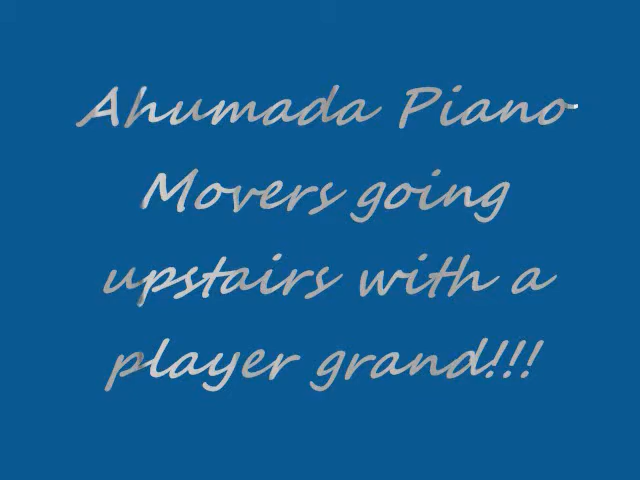 Ahumada Piano
Movers going
upstairs with a
player grand!!!